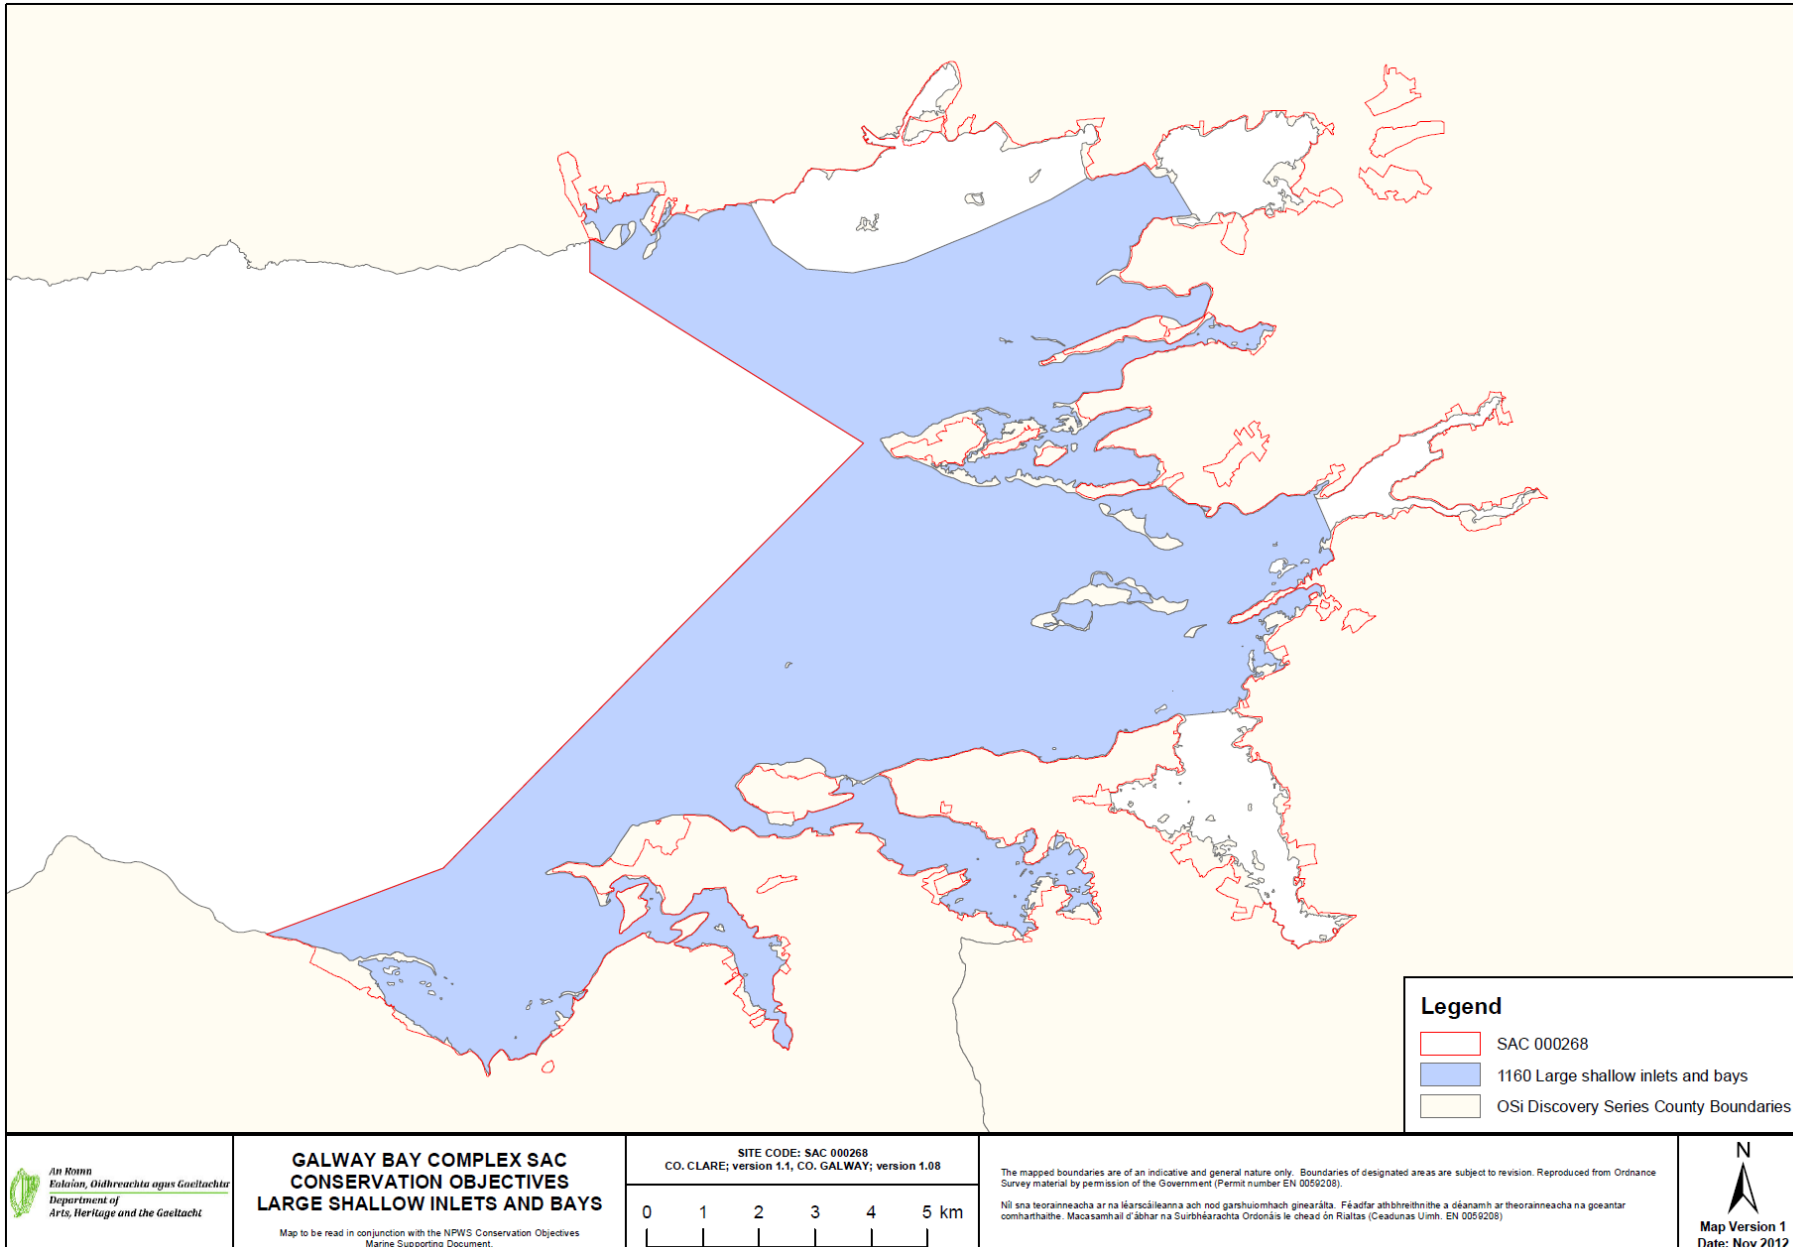 Legend
SAC 000268
1160 Large shallow inlets and bays
OSi Discovery Series County Boundaries
An Roinn
Ealaíon, Oidhreachta agus Gaeltachta
Department of
Arts, Heritage and the Gaeltacht
GALWAY BAY COMPLEX SAC
CONSERVATION OBJECTIVES
LARGE SHALLOW INLETS AND BAYS
Map to be read in conjunction with the NPWS Conservation Objectives
Marine Supporting Document.
SITE CODE: SAC 000268
CO. CLARE; version 1.1, CO. GALWAY; version 1.08
0 1 2 3 4 5 km
The mapped boundaries are of an indicative and general nature only. Boundaries of designated areas are subject to revision. Reproduced from Ordnance
Survey material by permission of the Government (Permit number EN 0059208).
Níl sna teorainneacha ar na léarscáileanna ach nod garshuiomhach ginearálta. Féadfar athbhreithnithe a déanamh ar theorainneacha na gceantar
comharthaithe. Macasamhail d'ábhar na Suirbhéarachta Ordonáis le chead ón Rialtas (Ceadunas Uimh. EN 0059208)
N
Map Version 1
Date: Nov 2012